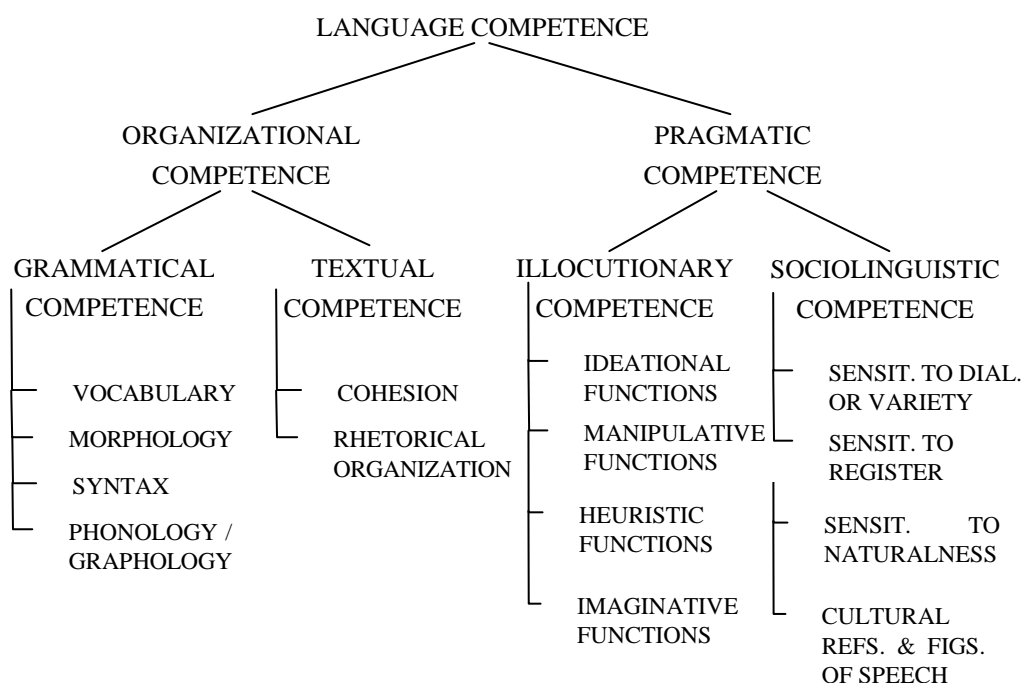 LANGUAGE COMPETENCE
ORGANIZATIONAL
COMPETENCE
PRAGMATIC
COMPETENCE
GRAMMATICAL
COMPETENCE
VOCABULARY
MORPHOLOGY
SYNTAX
PHONOLOGY /
GRAPHOLOGY
TEXTUAL
COMPETENCE
COHESION
RHETORICAL
ORGANIZATION
ILLOCUTIONARY
COMPETENCE
IDEATIONAL
FUNCTIONS
MANIPULATIVE
FUNCTIONS
HEURISTIC
FUNCTIONS
IMAGINATIVE
FUNCTIONS
SOCIOLINGUISTIC
COMPETENCE
SENSIT. TO DIAL.
OR VARIETY
SENSIT. TO
REGISTER
SENSIT. TO
NATURALNESS
CULTURAL
REFS. & FIGS.
OF SPEECH